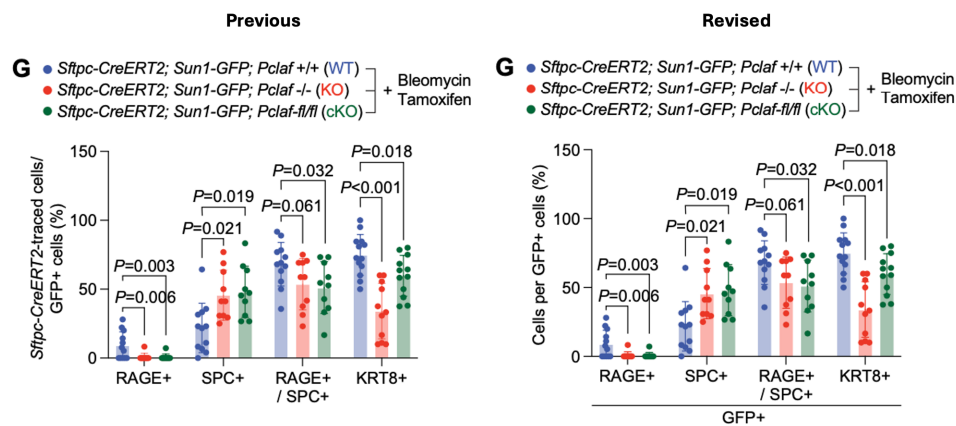 Previous
G
Sftpc-CreERT2; Sun1-GFP; Pclaf +/+ (WT)
Sftpc-CreERT2; Sun1-GFP; Pclaf -/- (KO)
Sftpc-CreERT2; Sun1-GFP; Pclaf-fl/fl (cKO)
+ Bleomycin
Tamoxifen
Sftpc-CreERT2-traced cells/
GFP+ cells (%)
150
100
50
0
P=0.003
P=0.006
P=0.019
P=0.021
P=0.032
P=0.061
P=0.018
P<0.001
RAGE+
SPC+
RAGE+
/ SPC+
KRT8+
Revised
G
Sftpc-CreERT2; Sun1-GFP; Pclaf +/+ (WT)
Sftpc-CreERT2; Sun1-GFP; Pclaf -/- (KO)
Sftpc-CreERT2; Sun1-GFP; Pclaf-fl/fl (cKO)
+ Bleomycin
Tamoxifen
Cells per GFP+ cells (%)
150
100
50
0
P=0.003
P=0.006
P=0.019
P=0.021
P=0.032
P=0.061
P=0.018
P<0.001
RAGE+
SPC+
RAGE+
/ SPC+
KRT8+
GFP+